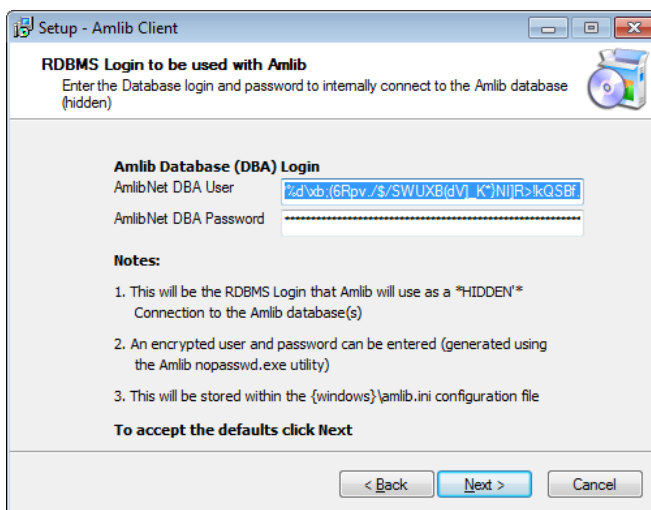 Setup - Amlib Client
RDBMS Login to be used with Amlib
Enter the Database login and password to internally connect to the Amlib database
(hidden)
Amlib Database (DBA) Login
AmlibNet DBA User
AmlibNet DBA Password
Notes:
1. This will be the RDBMS Login that Amlib will use as a *HIDDEN'*
Connection to the Amlib database(s)
2. An encrypted user and password can be entered (generated using
the Amlib nopasswd.exe utility)
3. This will be stored within the {windows}\amlib.ini configuration file
To accept the defaults click Next
< Back
Next >
Cancel